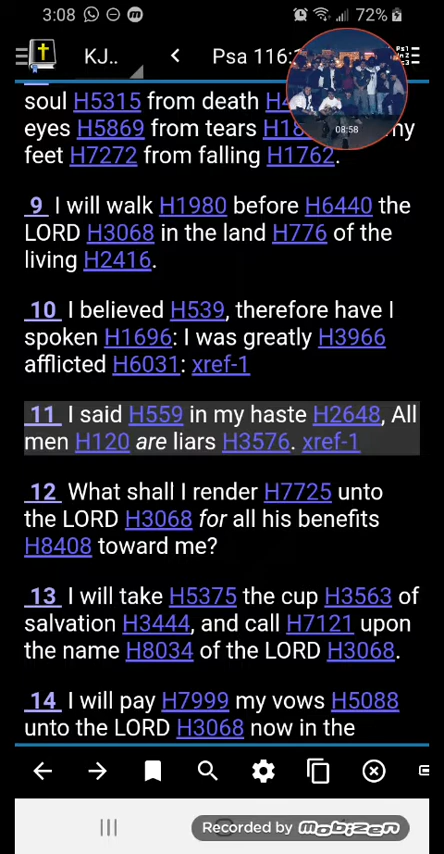 3:08 72%
KJ.. < Psa 116:
soul H5315 from death
eyes H5869 from tears
feet H7272 from falling H1762.
08:58
9 I will walk H1980 before H6440 the
LORD H3068 in the land H776 of the
living H2416.
10 I believed H539, therefore have I
spoken H1696: I was greatly H3966
afflicted H6031: xref-1
11 I said H559 in my haste H2648, All
men H120 are liars H3576. xref-1
12 What shall I render H7725 unto
the LORD H3068 for all his benefits
H8408 toward me?
13 I will take H5375 the cup H3563 of
salvation H3444, and call H7121 upon
the name H8034 of the LORD H3068.
14 I will pay H7999 my vows H5088
unto the LORD H3068 now in the
Recorded by Mobizen